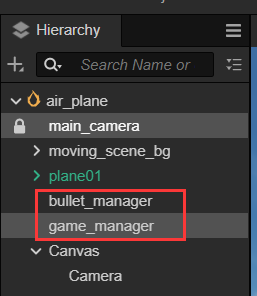 Hierarchy
Search Name or
air_plane
main_camera
moving_scene_bg
plane01
bullet_manager
game_manager
Canvas
Camera